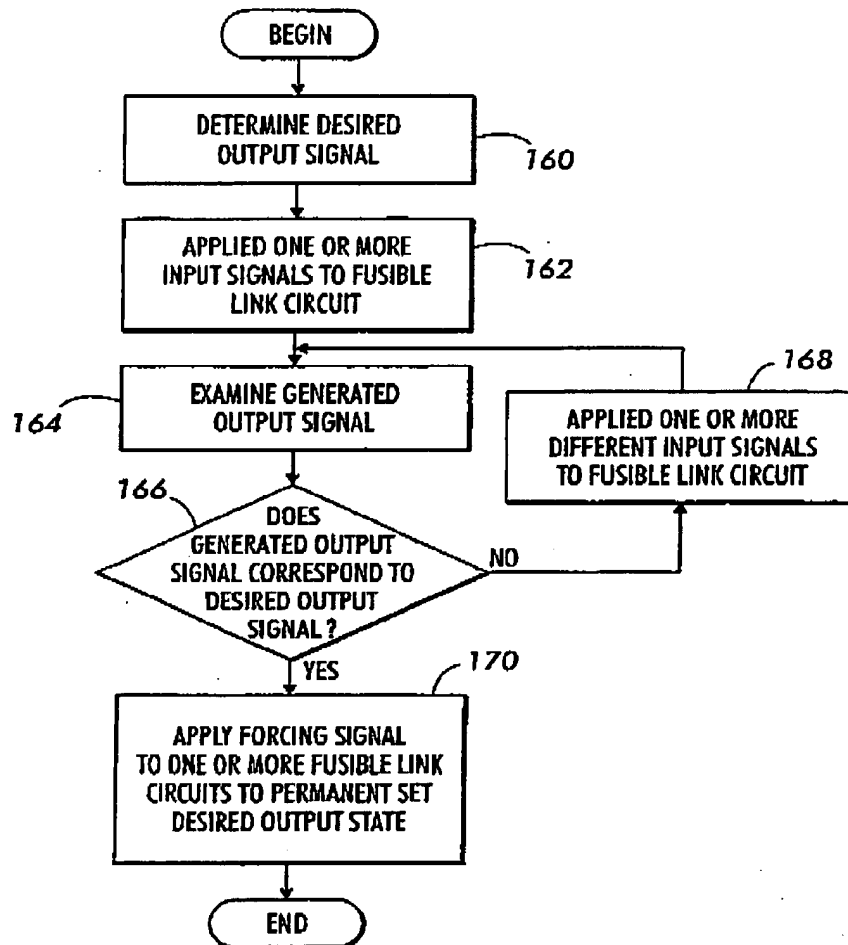 BEGIN
DETERMINE DESIRED
OUTPUT SIGNAL
160
APPLIED ONE OR MORE
INPUT SIGNALS TO FUSIBLE
LINK CIRCUIT
162
EXAMINE GENERATED
OUTPUT SIGNAL
164
168
APPLIED ONE OR MORE
DIFFERENT INPUT SIGNALS
TO FUSIBLE LINK CIRCUIT
166
DOES
GENERATED OUTPUT
SIGNAL CORRESPOND TO
DESIRED OUTPUT
SIGNAL?
NO
YES
170
APPLY FORCING SIGNAL
TO ONE OR MORE FUSIBLE LINK
CIRCUITS TO PERMANENT SET
DESIRED OUTPUT STATE
END